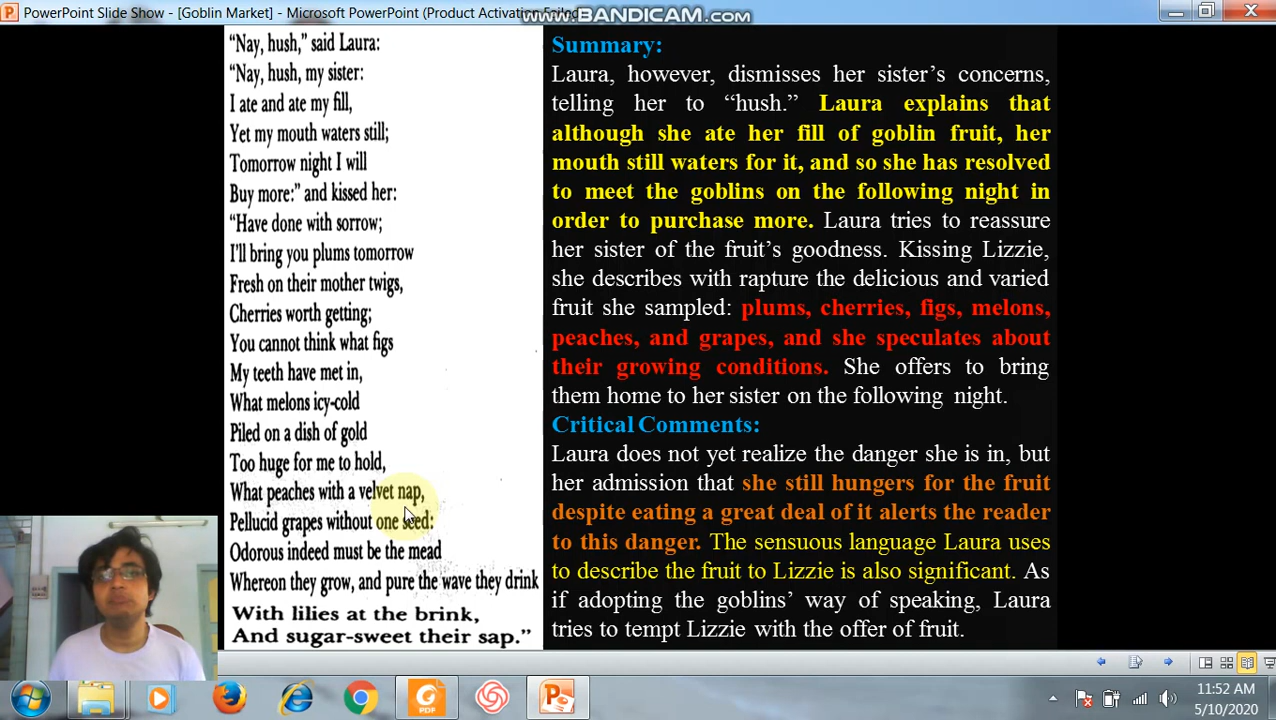 PowerPoint Slide Show - [Goblin Market] - Microsoft PowerPoint (Product Activation Failed
www.BANDICAM.com
“Nay, hush,” said Laura:
“Nay, hush, my sister:
I ate and ate my fill,
Yet my mouth waters still;
Tomorrow night I will
Buy more:” and kissed her:
“Have done with sorrow;
I’ll bring you plums tomorrow
Fresh on their mother twigs,
Cherries worth getting;
You cannot think what figs
My teeth have met in,
What melons icy-cold
Piled on a dish of gold
Too huge for me to hold,
What peaches with a velvet nap,
Pellucid grapes without one seed:
Odorous indeed must be the mead
Whereon they grow, and pure the wave they drink
With lilies at the brink,
And sugar-sweet their sap.”
Summary:
Laura, however, dismisses her sister’s concerns,
telling her to “hush.” Laura explains that
although she ate her fill of goblin fruit, her
mouth still waters for it, and so she has resolved
to meet the goblins on the following night in
order to purchase more. Laura tries to reassure
her sister of the fruit’s goodness. Kissing Lizzie,
she describes with rapture the delicious and varied
fruit she sampled: plums, cherries, figs, melons,
peaches, and grapes, and she speculates about
their growing conditions. She offers to bring
them home to her sister on the following night.
Critical Comments:
Laura does not yet realize the danger she is in, but
her admission that she still hungers for the fruit
despite eating a great deal of it alerts the reader
to this danger. The sensuous language Laura uses
to describe the fruit to Lizzie is also significant. As
if adopting the goblins’ way of speaking, Laura
tries to tempt Lizzie with the offer of fruit.
11:52 AM
5/10/2020